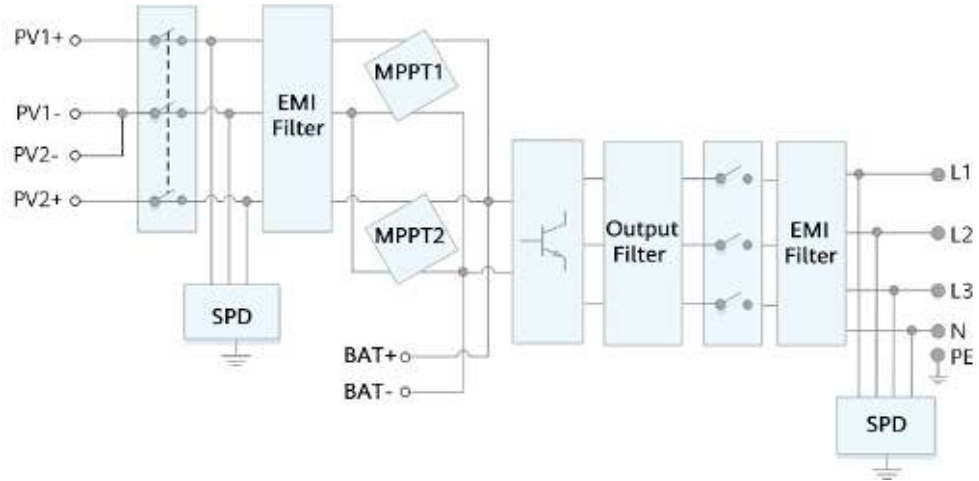 PV1+
PV1-
PV2-
PV2+
EMI
Filter
MPPT1
MPPT2
SPD
BAT+
BAT-
Output
Filter
EMI
Filter
L1
L2
L3
N
PE
SPD